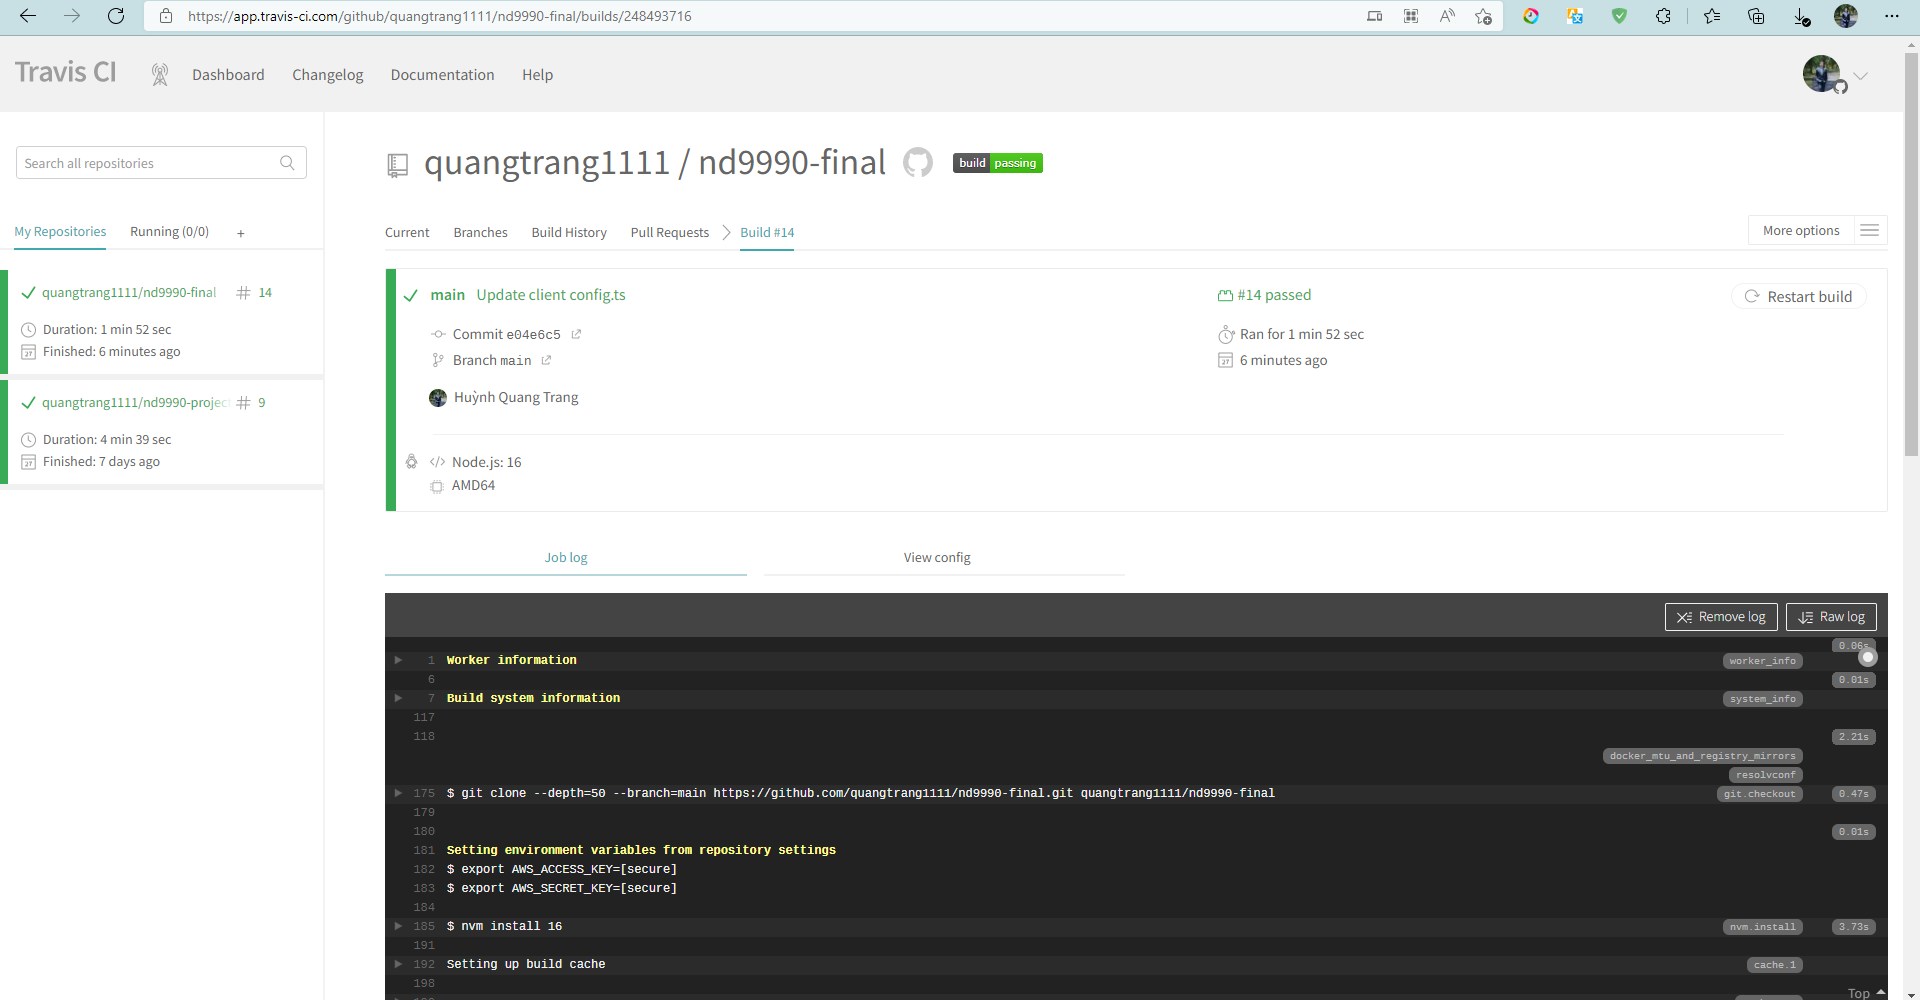 https://app.travis-ci.com/github/quangtrang1111/nd9990-final/builds/248493716
Travis CI
Dashboard
Changelog
Documentation
Help
Search all repositories
My Repositories
Running (0/0)
+
quangtrang1111/nd9990-final
14
Duration: 1 min 52 sec
Finished: 6 minutes ago
quangtrang1111/nd9990-project
9
Duration: 4 min 39 sec
Finished: 7 days ago
quangtrang1111 / nd9990-final
build passing
Current
Branches
Build History
Pull Requests
Build #14
More options
main Update client config.ts
#14 passed
Restart build
Commit e04e6c5
Ran for 1 min 52 sec
Branch main
6 minutes ago
Huỳnh Quang Trang
</> Node.js: 16
AMD64
Job log
View config
Remove log
Raw log
0.06s
1 Worker information worker_info
6 0.01s
7 Build system information system_info
117
118 2.21s
docker_mtu_and_registry_mirrors
resolvconf
175 $ git clone --depth=50 --branch=main https://github.com/quangtrang1111/nd9990-final.git quangtrang1111/nd9990-final git.checkout 0.47s
179
180 0.01s
181 Setting environment variables from repository settings
182 $ export AWS_ACCESS_KEY=[secure]
183 $ export AWS_SECRET_KEY=[secure]
184
185 $ nvm install 16 nvm.install 3.73s
191
192 Setting up build cache cache.1
198
Top